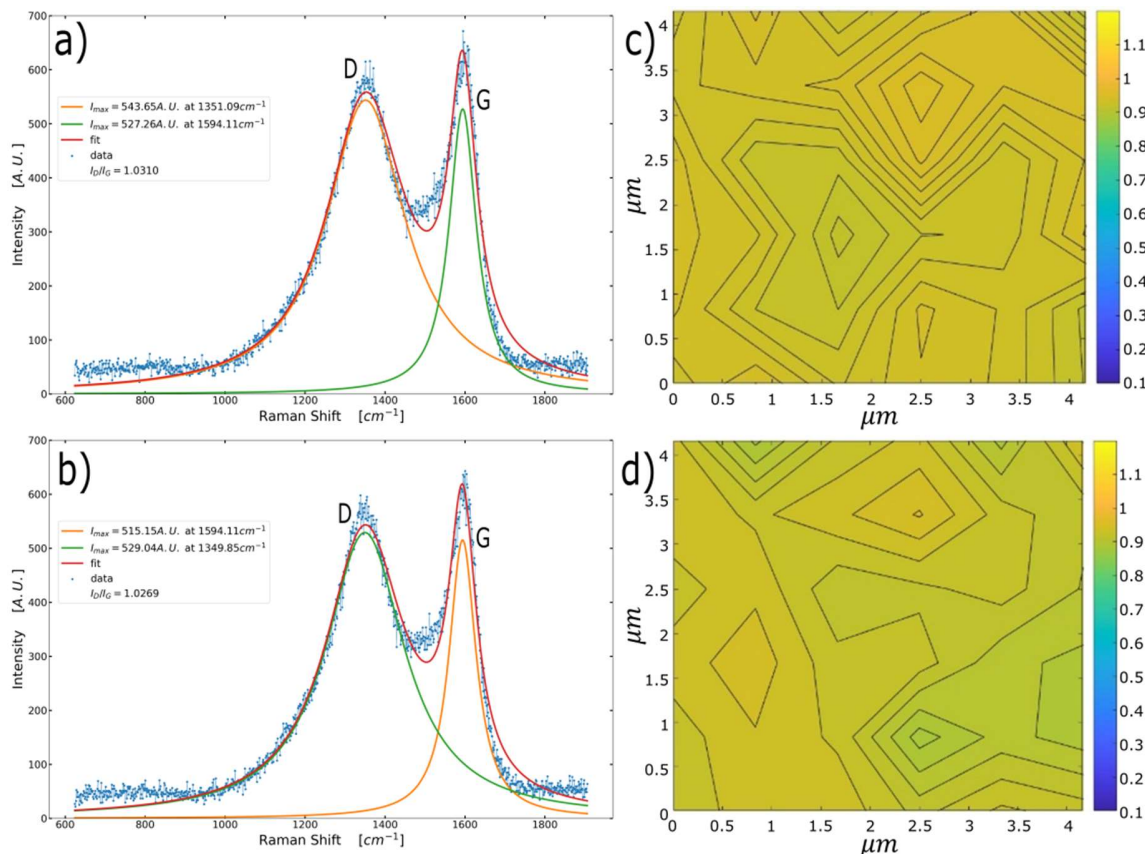 a)
700
600
500
400
300
200
100
0
Intensity [A.U.]
D
G
I_max=543.65A.U. at 1351.09cm⁻¹
I_max=527.26A.U. at 1594.11cm⁻¹
fit
data
I_D/I_G=1.0310
600 800 1000 1200 1400 1600 1800
Raman Shift [cm⁻¹]
c)
4
3.5
3
2.5
2
1.5
1
0.5
0
μm
0 0.5 1 1.5 2 2.5 3 3.5 4
μm
1.1
1
0.9
0.8
0.7
0.6
0.5
0.4
0.3
0.2
0.1
b)
700
600
500
400
300
200
100
0
Intensity [A.U.]
D
G
I_max=515.15A.U. at 1594.11cm⁻¹
I_max=529.04A.U. at 1349.85cm⁻¹
fit
data
I_D/I_G=1.0269
600 800 1000 1200 1400 1600 1800
Raman Shift [cm⁻¹]
d)
4
3.5
3
2.5
2
1.5
1
0.5
0
μm
0 0.5 1 1.5 2 2.5 3 3.5 4
μm
1.1
1
0.9
0.8
0.7
0.6
0.5
0.4
0.3
0.2
0.1